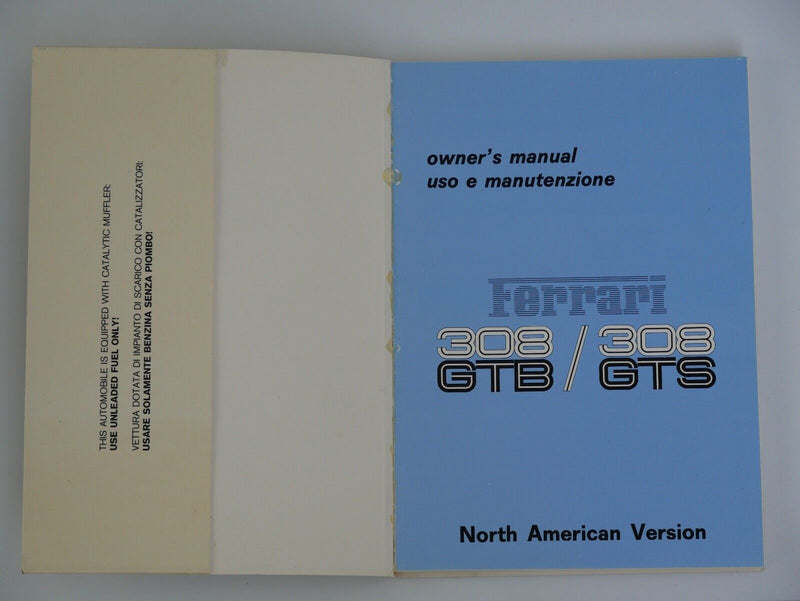 THIS AUTOMOBILE IS EQUIPPED WITH CATALYTIC MUFFLER:
USE UNLEADED FUEL ONLY!
VETTURA DOTATA DI IMPIANTO DI SCARICO CON CATALIZZATORI:
USARE SOLAMENTE BENZINA SENZA PIOMBO!
owner's manual
uso e manutenzione
Ferrari
308 / 308
GTB GTS
North American Version